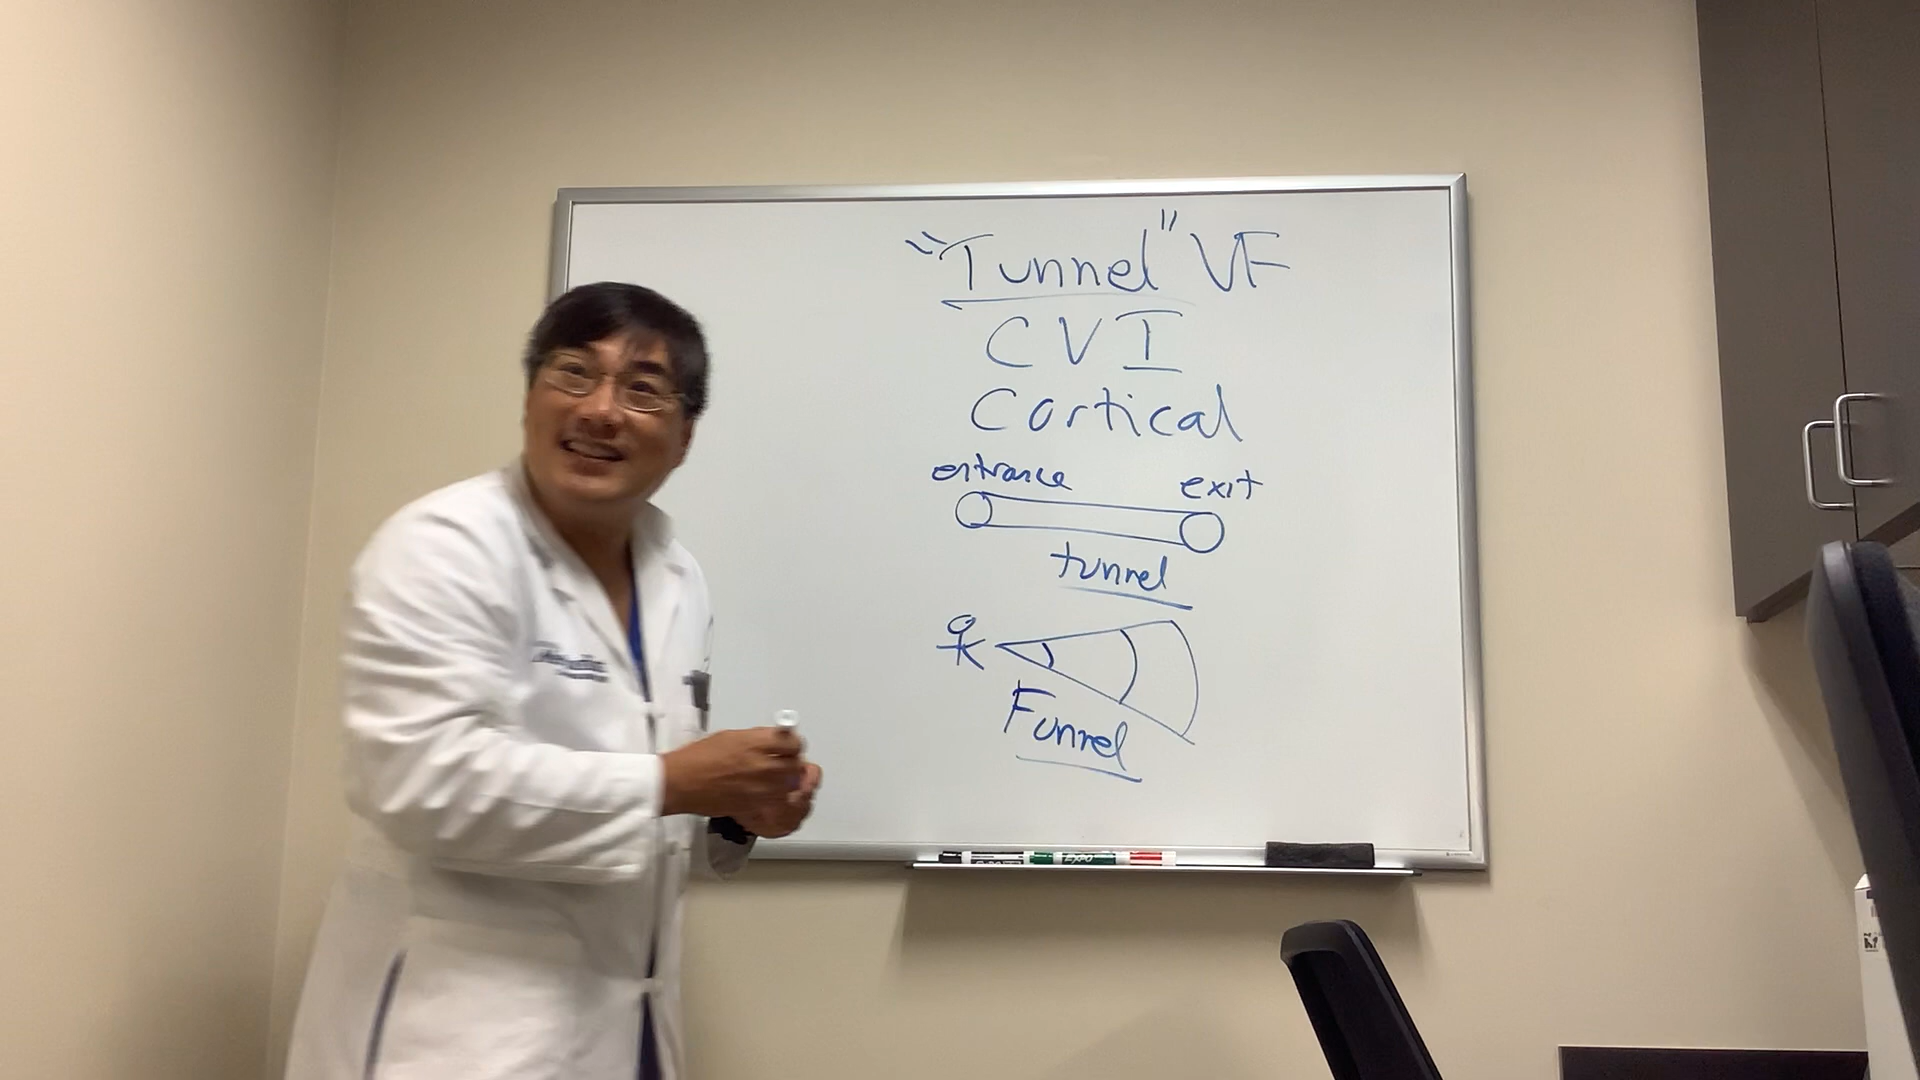 "Tunnel" VF
CVI
Cortical
entrance exit
tunnel
Funnel
EXPO